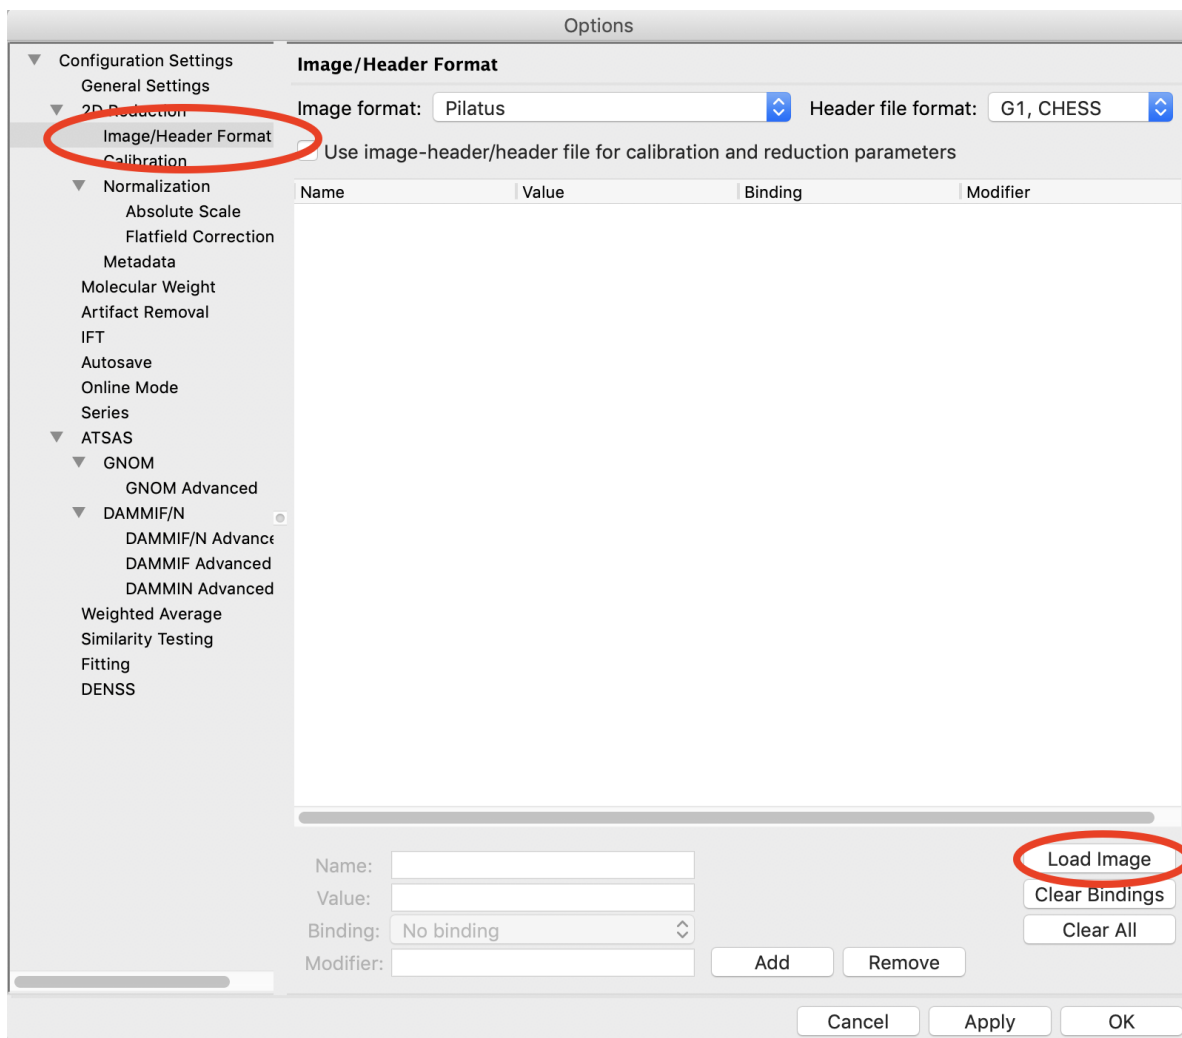 Options
Configuration Settings
General Settings
2D Reduction
Image/Header Format
Calibration
Normalization
Absolute Scale
Flatfield Correction
Metadata
Molecular Weight
Artifact Removal
IFT
Autosave
Online Mode
Series
ATSAS
GNOM
GNOM Advanced
DAMMIF/N
DAMMIF/N Advance
DAMMIF Advanced
DAMMIN Advanced
Weighted Average
Similarity Testing
Fitting
DENSS
Image/Header Format
Image format: Pilatus Header file format: G1, CHESS
Use image-header/header file for calibration and reduction parameters
Name Value Binding Modifier
Name:
Value:
Binding: No binding
Modifier:
Add Remove
Load Image
Clear Bindings
Clear All
Cancel Apply OK